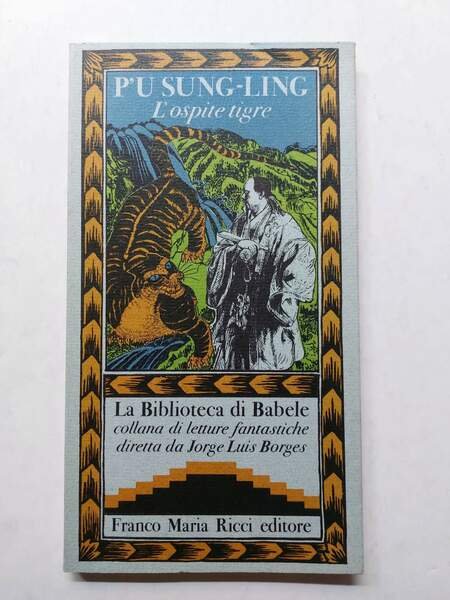 P'U SUNG-LING
L'ospite tigre
La Biblioteca di Babele
collana di letture fantastiche
diretta da Jorge Luis Borges
Franco Maria Ricci editore